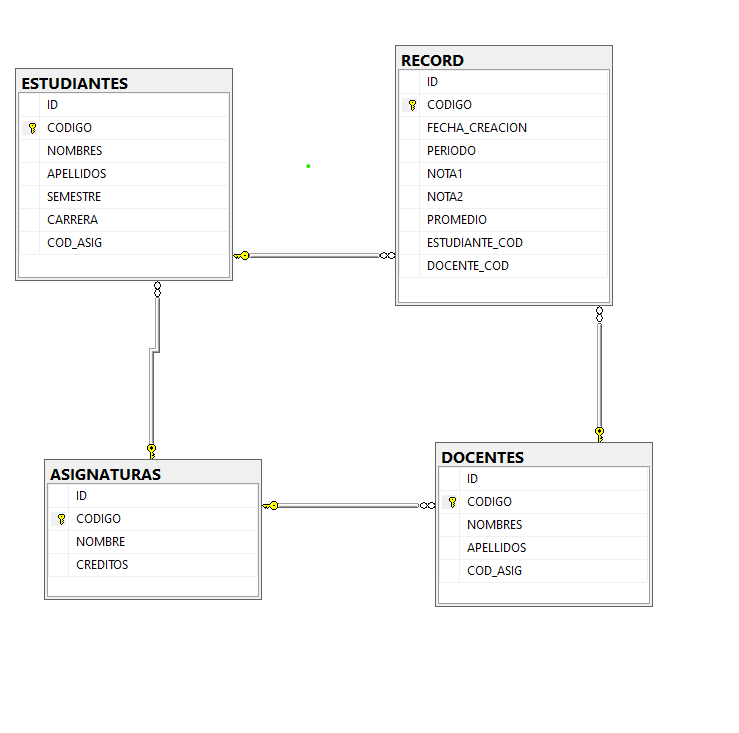 ESTUDIANTES
ID
CODIGO
NOMBRES
APELLIDOS
SEMESTRE
CARRERA
COD_ASIG
RECORD
ID
CODIGO
FECHA_CREACION
PERIODO
NOTA1
NOTA2
PROMEDIO
ESTUDIANTE_COD
DOCENTE_COD
ASIGNATURAS
ID
CODIGO
NOMBRE
CREDITOS
DOCENTES
ID
CODIGO
NOMBRES
APELLIDOS
COD_ASIG